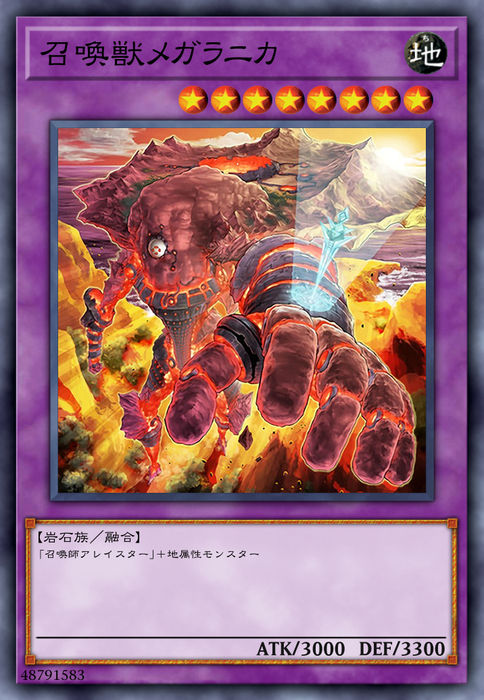 召喚獣メガラニカ
ち
地
【岩石族／融合】
「召喚師アレイスター」＋地属性モンスター
ATK/3000 DEF/3300
48791583